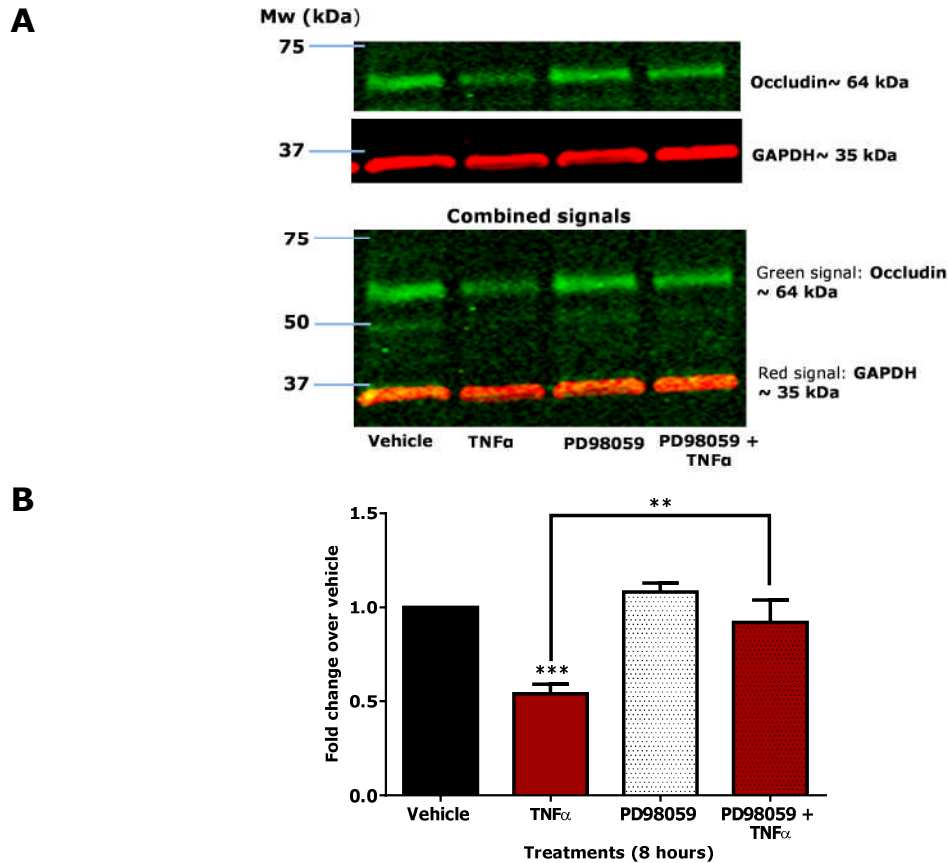 A
Mw (kDa)
75
Occludin~ 64 kDa
37
GAPDH~ 35 kDa
Combined signals
75
Green signal: Occludin
~ 64 kDa
50
37
Red signal: GAPDH
~ 35 kDa
Vehicle TNFα PD98059 PD98059 +
TNFα
B
**
1.5
1.0
***
0.5
0.0
Fold change over vehicle
Vehicle TNFα PD98059 PD98059 +
TNFα
Treatments (8 hours)